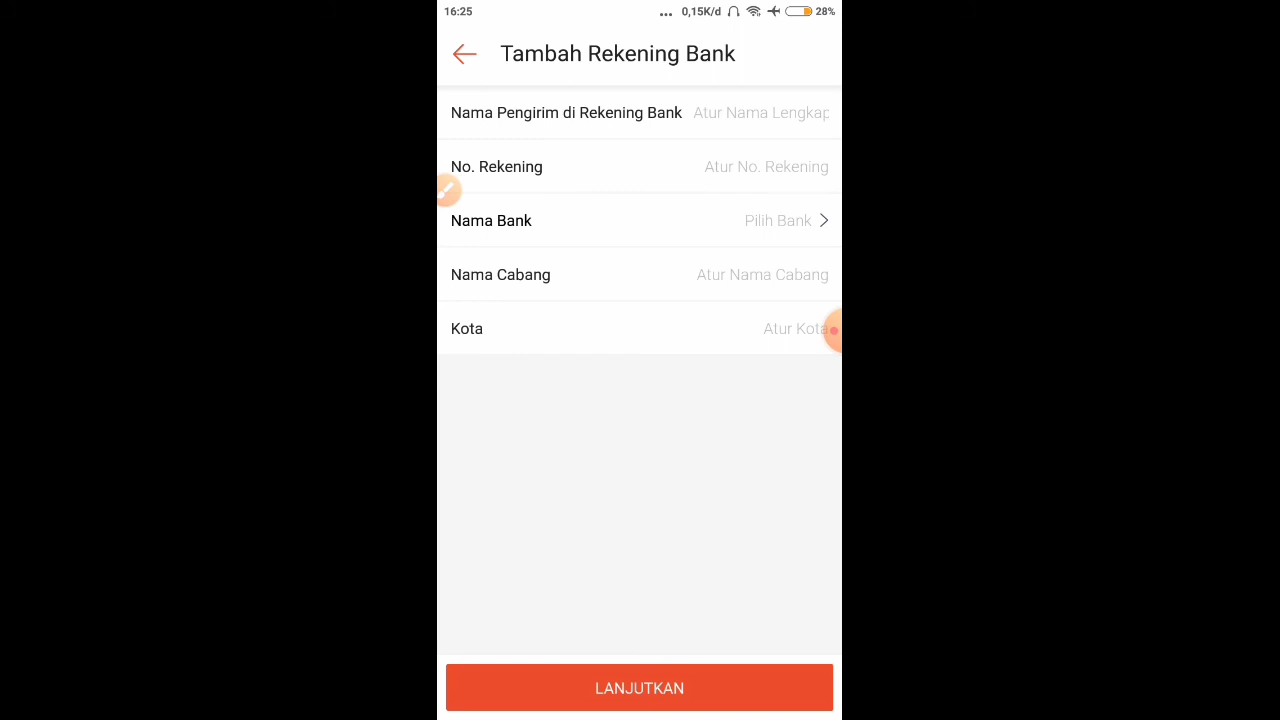 16:25 ... 0,15K/d 28%
Tambah Rekening Bank
Nama Pengirim di Rekening Bank Atur Nama Lengkap
No. Rekening Atur No. Rekening
Nama Bank Pilih Bank
Nama Cabang Atur Nama Cabang
Kota Atur Kota
LANJUTKAN